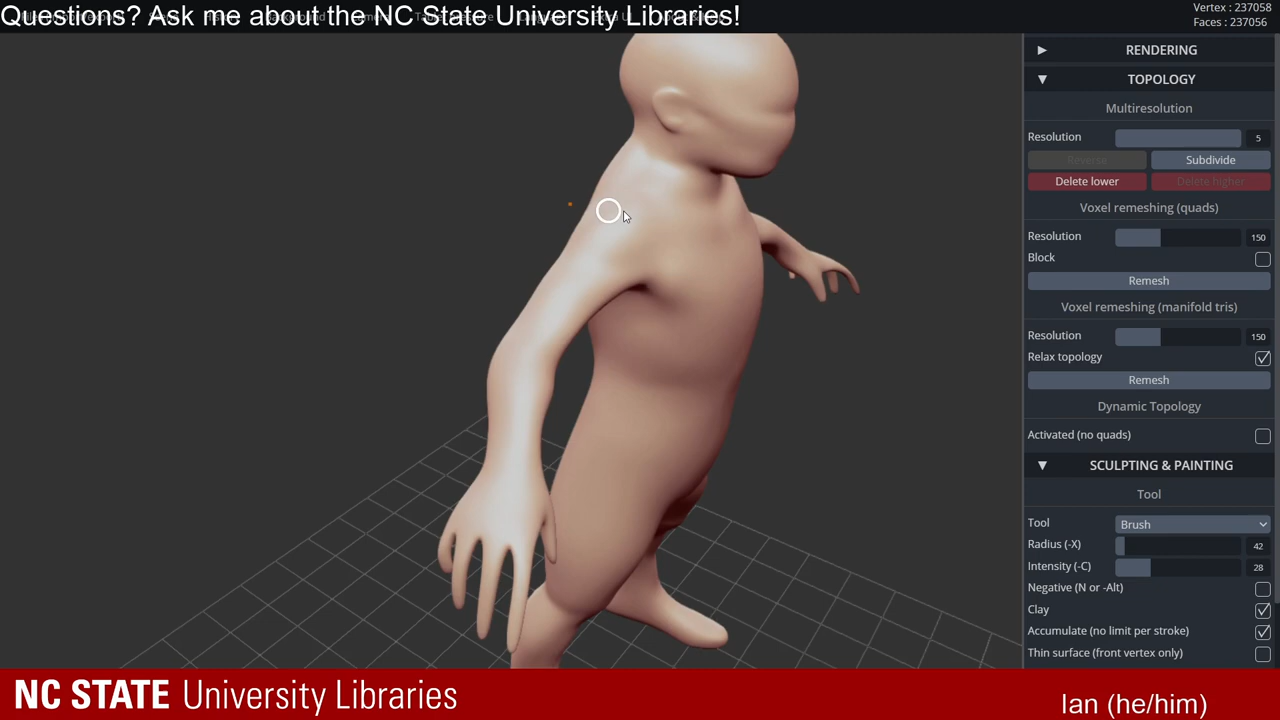 Questions? Ask me about the NC State University Libraries!
Vertex : 237058
Faces : 237056
RENDERING
TOPOLOGY
Multiresolution
Resolution 5
Reverse Subdivide
Delete lower Delete higher
Voxel remeshing (quads)
Resolution 150
Block
Remesh
Voxel remeshing (manifold tris)
Resolution 150
Relax topology
Remesh
Dynamic Topology
Activated (no quads)
SCULPTING & PAINTING
Tool
Tool Brush
Radius (-X) 42
Intensity (-C) 28
Negative (N or -Alt)
Clay
Accumulate (no limit per stroke)
Thin surface (front vertex only)
NC STATE University Libraries
Ian (he/him)